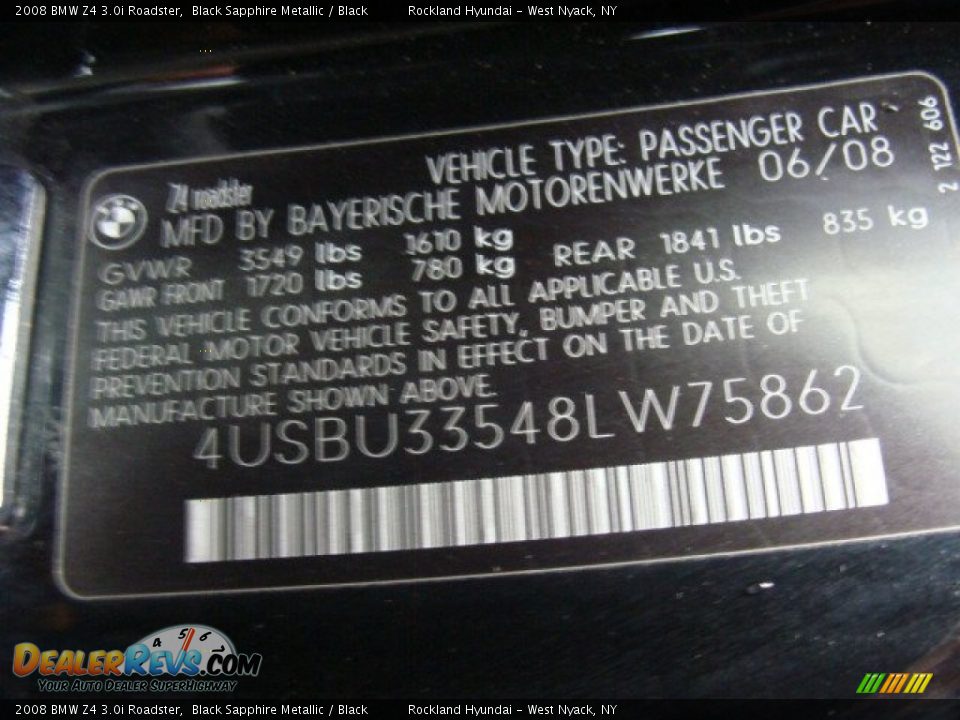 2008 BMW Z4 3.0i Roadster, Black Sapphire Metallic / Black Rockland Hyundai - West Nyack, NY
VEHICLE TYPE: PASSENGER CAR
Z4 roadster
MFD BY BAYERISCHE MOTORENWERKE 06/08
GVWR 3549 lbs 1610 kg
GAWR FRONT 1720 lbs 780 kg REAR 1841 lbs 835 kg
THIS VEHICLE CONFORMS TO ALL APPLICABLE U.S.
FEDERAL MOTOR VEHICLE SAFETY, BUMPER AND THEFT
PREVENTION STANDARDS IN EFFECT ON THE DATE OF
MANUFACTURE SHOWN ABOVE.
4USBU33548LW75862
2 122 606
4 5 6
DEALERREVS.COM
YOUR AUTO DEALER SUPERHIGHWAY
2008 BMW Z4 3.0i Roadster, Black Sapphire Metallic / Black Rockland Hyundai - West Nyack, NY